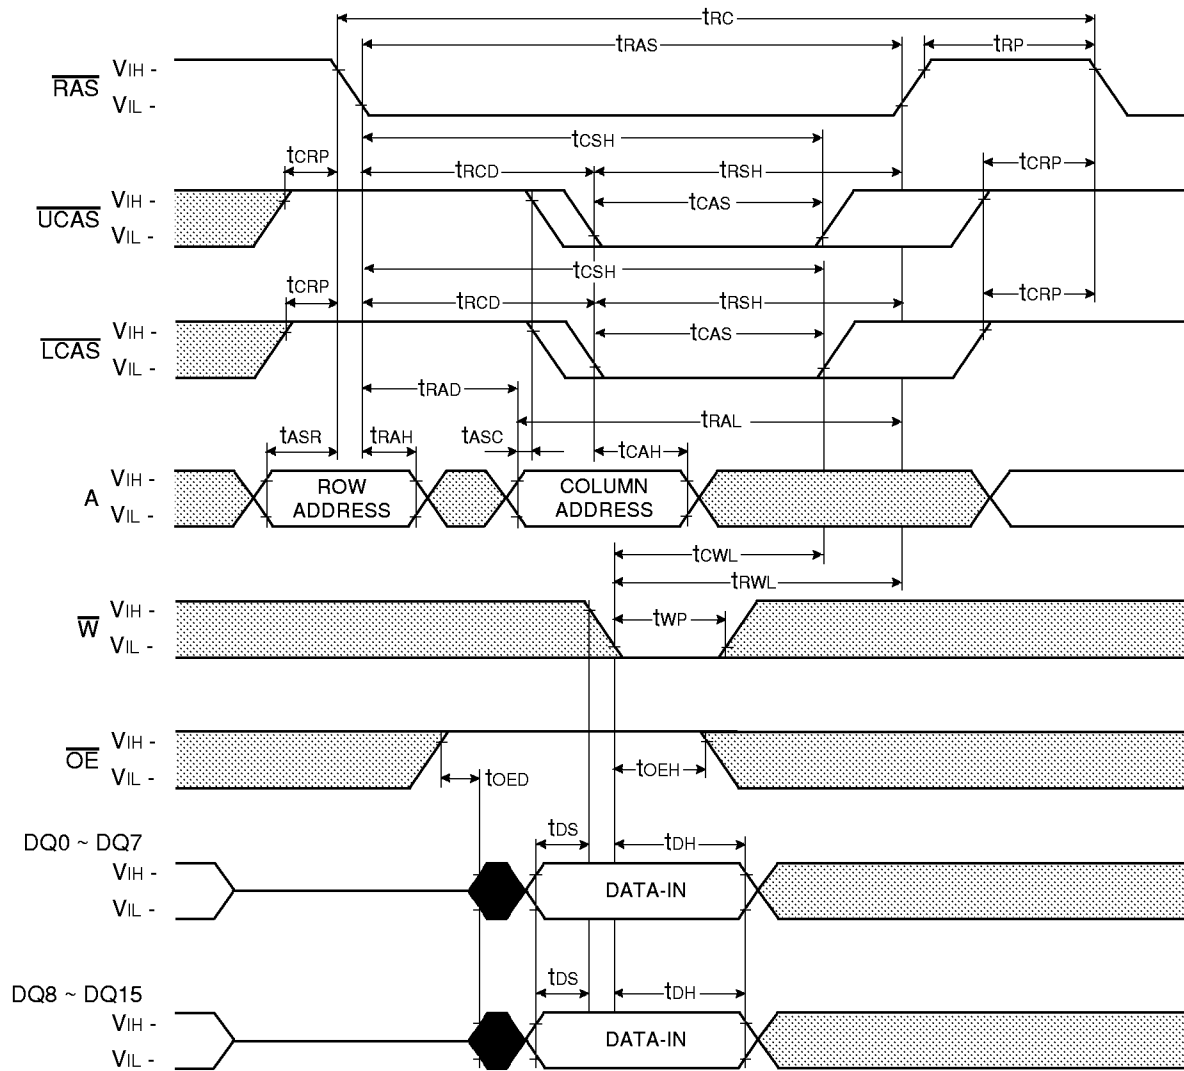 tRC
tRAS
tRP
RAS
VIH -
VIL -
tCSH
tCRP
tRCD
tRSH
tCRP
UCAS
VIH -
VIL -
tCAS
tCSH
tCRP
tRCD
tRSH
tCRP
LCAS
VIH -
VIL -
tCAS
tRAD
tRAL
tASR
tRAH
tASC
tCAH
A
VIH -
VIL -
ROW
ADDRESS
COLUMN
ADDRESS
tCWL
tRWL
W
VIH -
VIL -
tWP
OE
VIH -
VIL -
tOED
tOEH
DQ0 ~ DQ7
VIH -
VIL -
tDS
tDH
DATA-IN
DQ8 ~ DQ15
VIH -
VIL -
tDS
tDH
DATA-IN